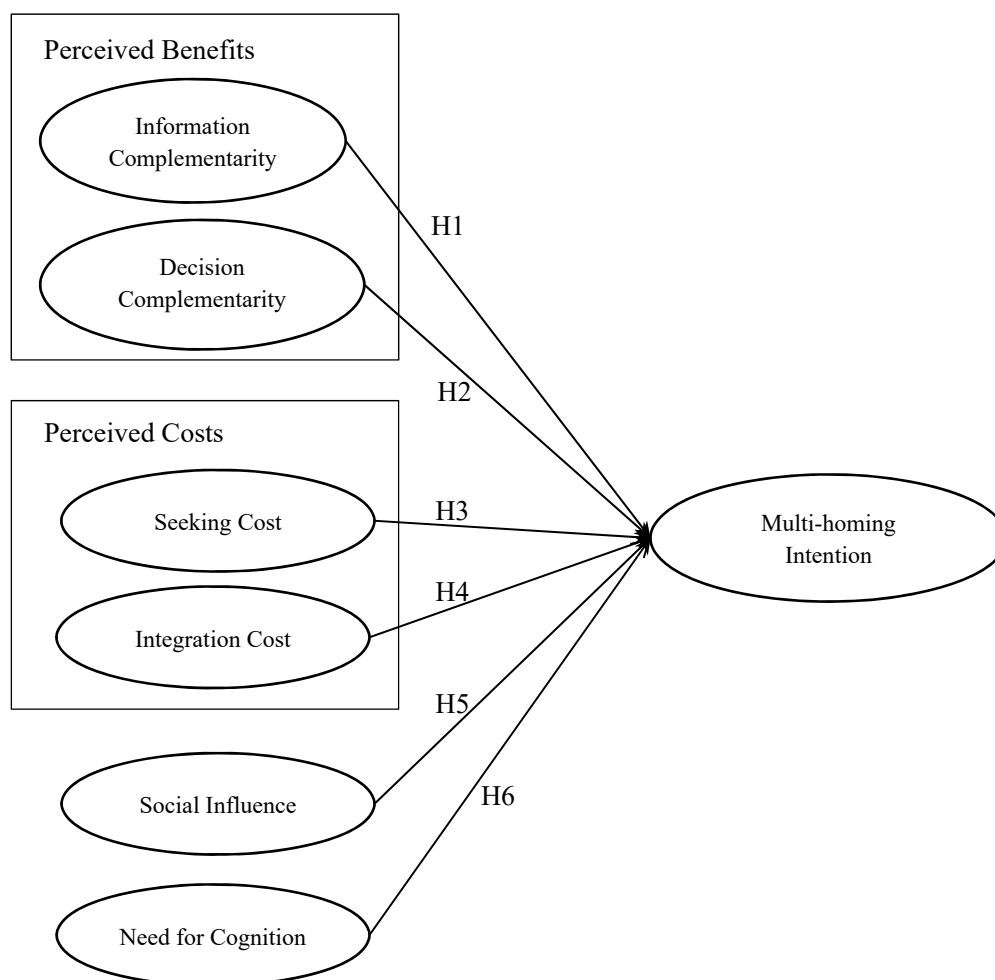 Perceived Benefits
Information
Complementarity
H1
Decision
Complementarity
H2
Perceived Costs
Seeking Cost
H3
Multi-homing
Intention
H4
Integration Cost
H5
Social Influence
H6
Need for Cognition